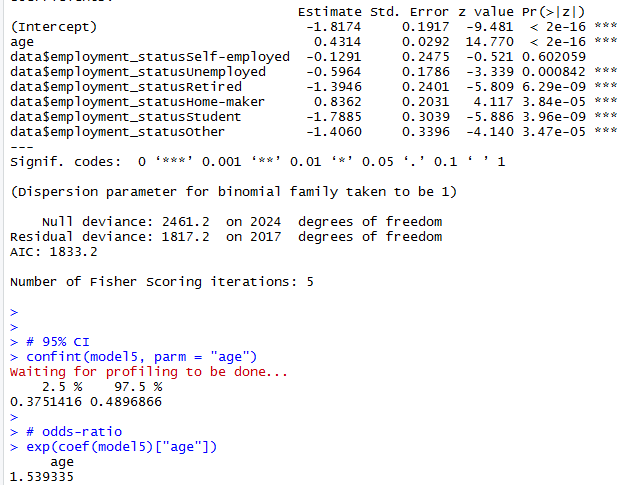 Estimate Std. Error z value Pr(>|z|)
(Intercept)                      -1.8174     0.1917  -9.481  < 2e-16 ***
age                               0.4314     0.0292  14.770  < 2e-16 ***
data$employment_statusSelf-employed  -0.1291     0.2475  -0.521 0.602059
data$employment_statusUnemployed     -0.5964     0.1786  -3.339 0.000842 ***
data$employment_statusRetired        -1.3946     0.2401  -5.809 6.29e-09 ***
data$employment_statusHome-maker      0.8362     0.2031   4.117 3.84e-05 ***
data$employment_statusStudent        -1.7885     0.3039  -5.886 3.96e-09 ***
data$employment_statusOther          -1.4060     0.3396  -4.140 3.47e-05 ***
---
Signif. codes:  0 ‘***’ 0.001 ‘**’ 0.01 ‘*’ 0.05 ‘.’ 0.1 ‘ ’ 1
(Dispersion parameter for binomial family taken to be 1)
    Null deviance: 2461.2  on 2024  degrees of freedom
Residual deviance: 1817.2  on 2017  degrees of freedom
AIC: 1833.2
Number of Fisher Scoring iterations: 5
>
>
> # 95% CI
> confint(model5, parm = "age")
Waiting for profiling to be done...
    2.5 %    97.5 %
0.3751416 0.4896866
>
> # odds-ratio
> exp(coef(model5)["age"])
     age
1.539335